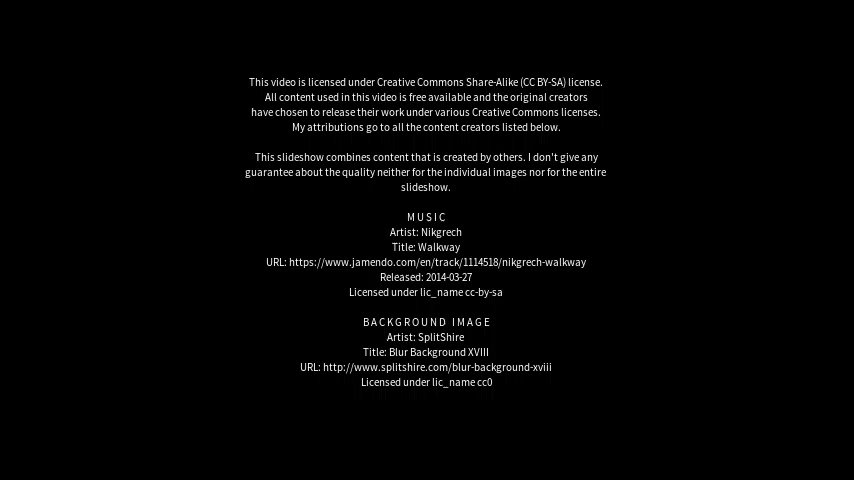 This video is licensed under Creative Commons Share-Alike (CC BY-SA) license.
All content used in this video is free available and the original creators
have chosen to release their work under various Creative Commons licenses.
My attributions go to all the content creators listed below.
This slideshow combines content that is created by others. I don't give any
guarantee about the quality neither for the individual images nor for the entire
slideshow.
MUSIC
Artist: Nikgrech
Title: Walkway
URL: https://www.jamendo.com/en/track/1114518/nikgrech-walkway
Released: 2014-03-27
Licensed under lic_name cc-by-sa
BACKGROUND IMAGE
Artist: SplitShire
Title: Blur Background XVIII
URL: http://www.splitshire.com/blur-background-xviii
Licensed under lic_name cc0